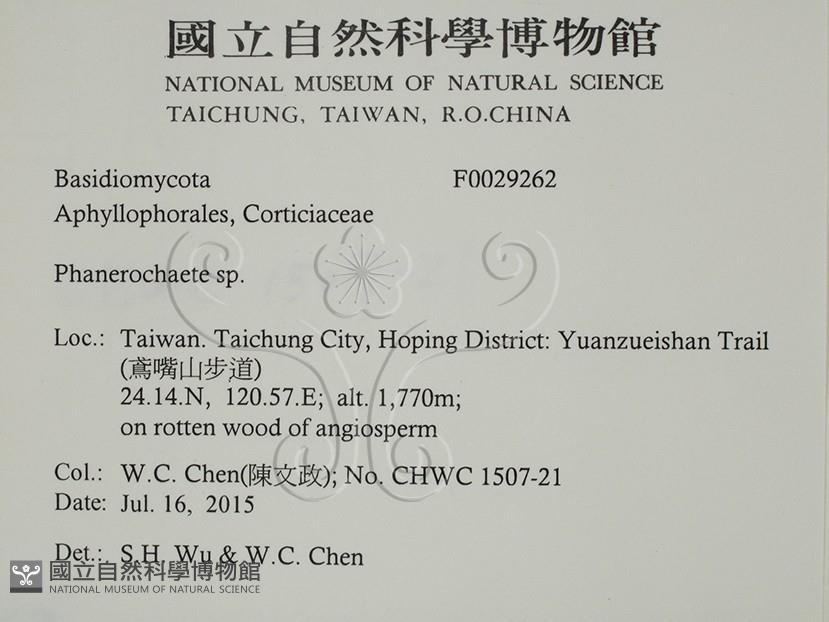 國立自然科學博物館
NATIONAL MUSEUM OF NATURAL SCIENCE
TAICHUNG, TAIWAN, R.O.CHINA
Basidiomycota F0029262
Aphyllophorales, Corticiaceae
Phanerochaete sp.
Loc.: Taiwan. Taichung City, Hoping District: Yuanzueishan Trail
(鳶嘴山步道)
24.14.N, 120.57.E; alt. 1,770m;
on rotten wood of angiosperm
Col.: W.C. Chen(陳文政); No. CHWC 1507-21
Date: Jul. 16, 2015
Det.: S.H. Wu & W.C. Chen
國立自然科學博物館
NATIONAL MUSEUM OF NATURAL SCIENCE